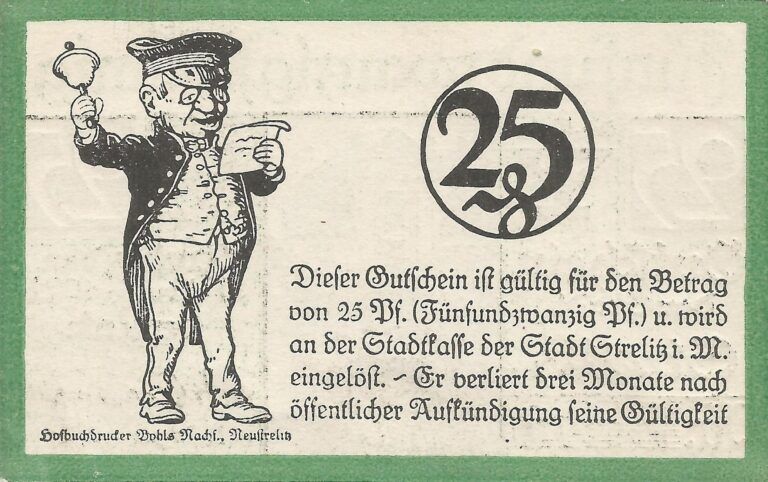 25
₰
Dieser Gutschein ist gültig für den Betrag
von 25 Pf. (Fünfundzwanzig Pf.) u. wird
an der Stadtkasse der Stadt Strelitz i. M.
eingelöst. – Er verliert drei Monate nach
öffentlicher Aufkündigung seine Gültigkeit
Hofbuchdrucker Bohls Nachf., Neustrelitz